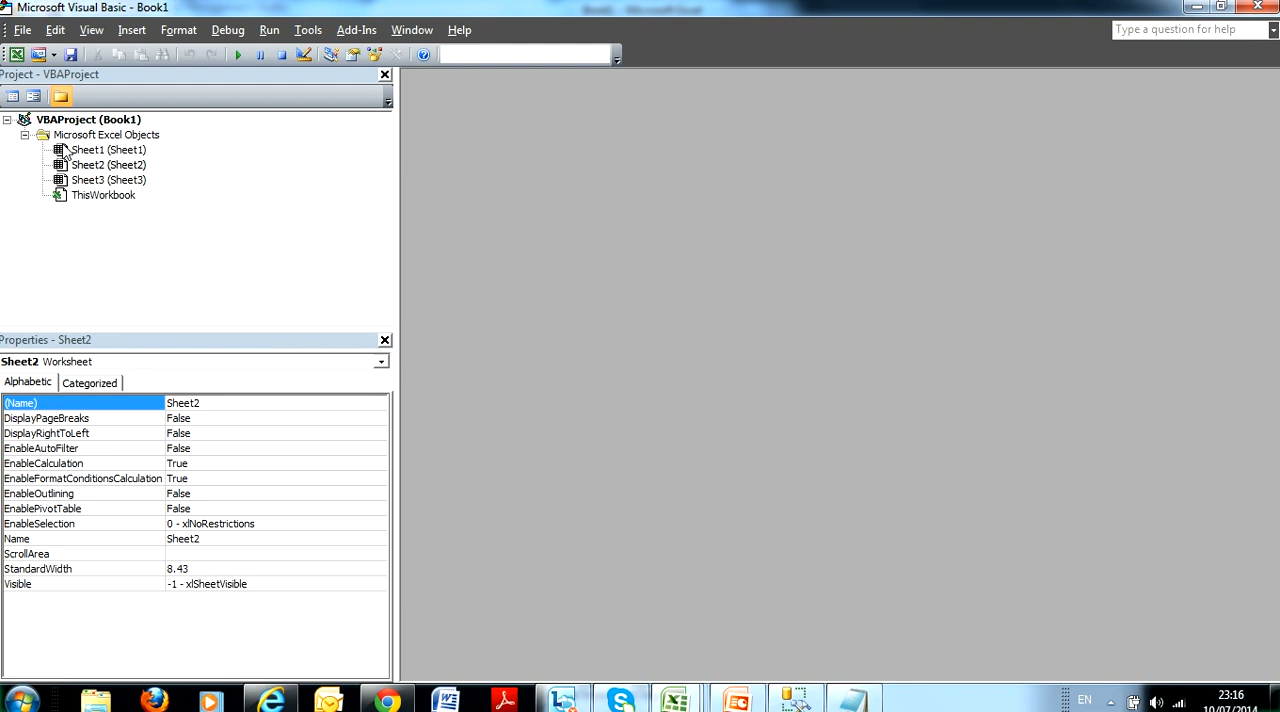 Microsoft Visual Basic - Book1
File Edit View Insert Format Debug Run Tools Add-Ins Window Help
Type a question for help
Project - VBAProject
VBAProject (Book1)
Microsoft Excel Objects
Sheet1 (Sheet1)
Sheet2 (Sheet2)
Sheet3 (Sheet3)
ThisWorkbook
Properties - Sheet2
Sheet2 Worksheet
Alphabetic Categorized
(Name) Sheet2
DisplayPageBreaks False
DisplayRightToLeft False
EnableAutoFilter False
EnableCalculation True
EnableFormatConditionsCalculation True
EnableOutlining False
EnablePivotTable False
EnableSelection 0 - xlNoRestrictions
Name Sheet2
ScrollArea
StandardWidth 8.43
Visible -1 - xlSheetVisible
EN
23:16
10/07/2014